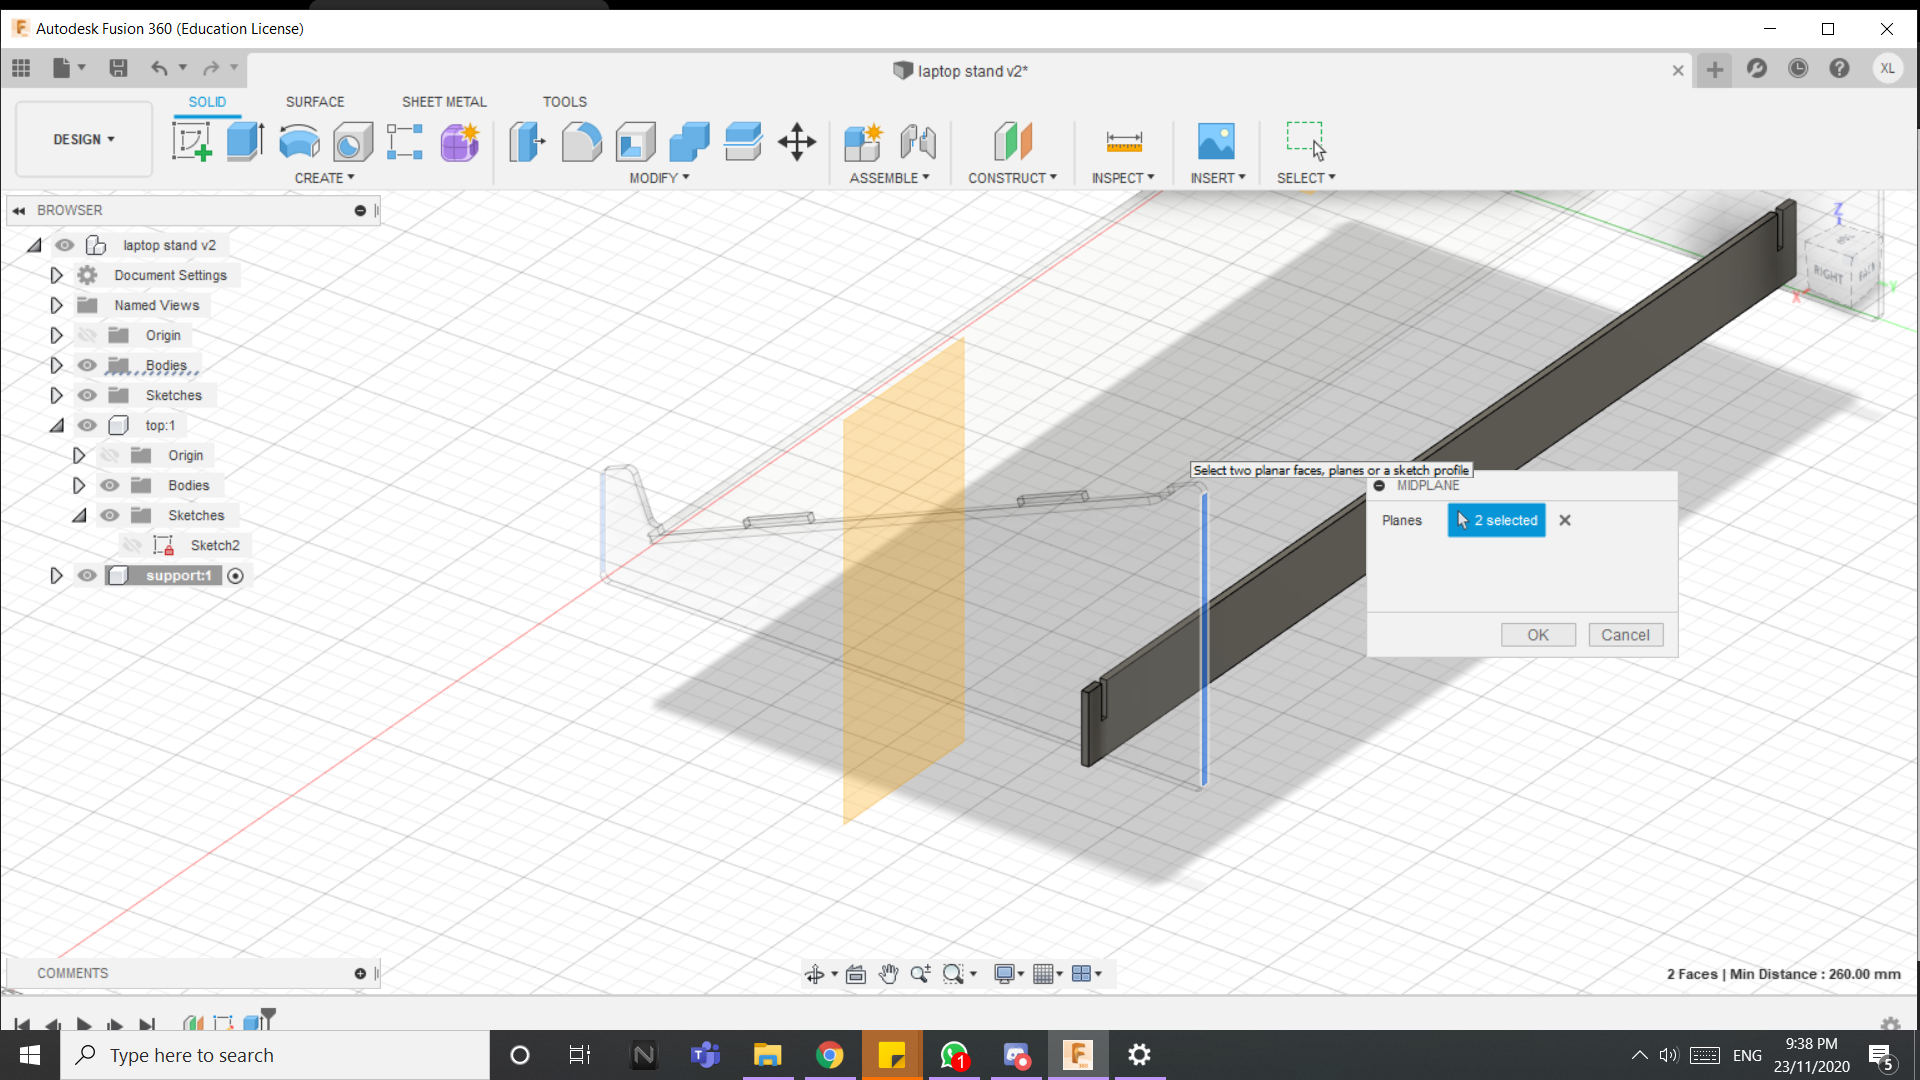 Autodesk Fusion 360 (Education License)
laptop stand v2*
XL
DESIGN
SOLID
SURFACE
SHEET METAL
TOOLS
CREATE
MODIFY
ASSEMBLE
CONSTRUCT
INSPECT
INSERT
SELECT
BROWSER
laptop stand v2
Document Settings
Named Views
Origin
Bodies
Sketches
top:1
Origin
Bodies
Sketches
Sketch2
support:1
Z
RIGHT
X
Y
Select two planar faces, planes or a sketch profile
MIDPLANE
Planes
2 selected
OK
Cancel
COMMENTS
2 Faces | Min Distance : 260.00 mm
Type here to search
1
ENG
9:38 PM
23/11/2020
5